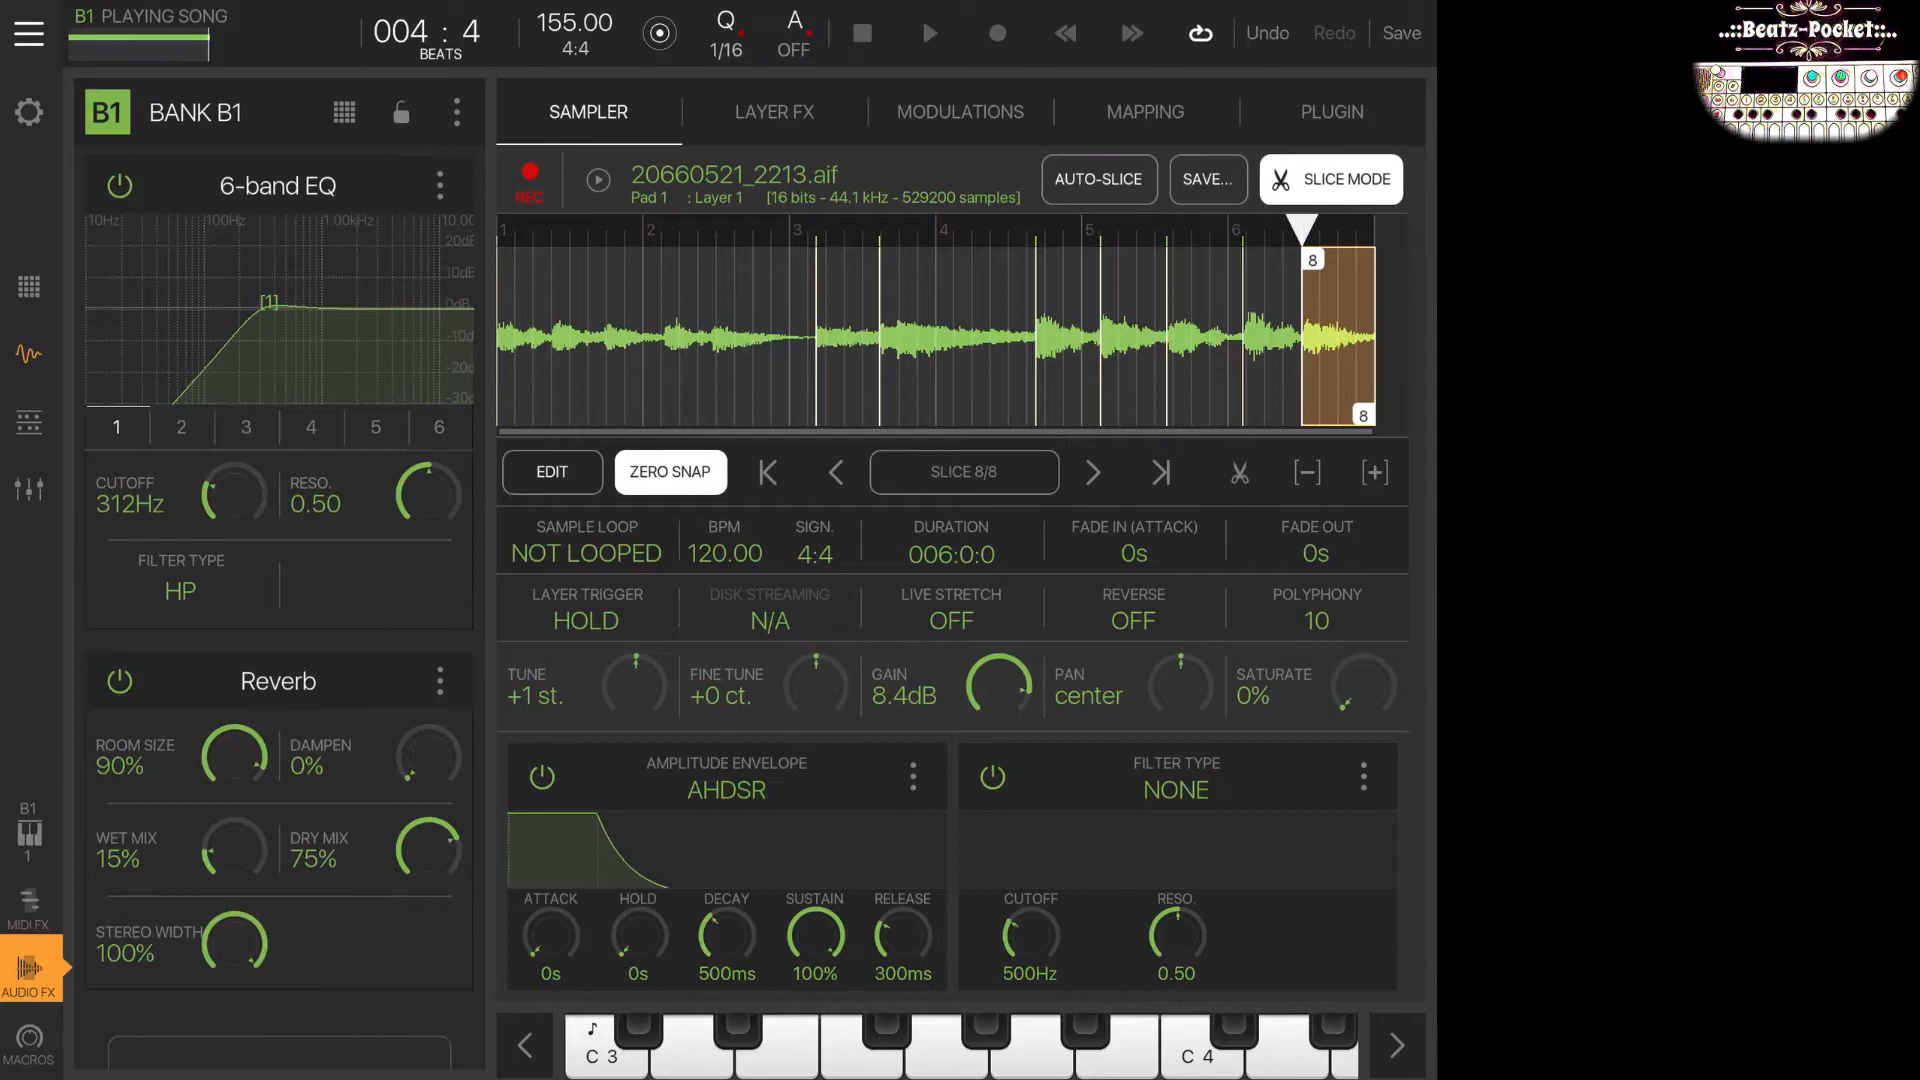 B1 PLAYING SONG
004 : 4
BEATS
155.00
4:4
Q
1/16
A
OFF
Undo
Redo
Save
..::Beatz-Pocket::..
B1
BANK B1
SAMPLER
LAYER FX
MODULATIONS
MAPPING
PLUGIN
6-band EQ
REC
20660521_2213.aif
Pad 1 : Layer 1 [16 bits - 44.1 kHz - 529200 samples]
AUTO-SLICE
SAVE...
SLICE MODE
10Hz 100Hz 1.00kHz 10.00
20dB
10dB
0dB
-10d
-20d
-30d
[1]
1 2 3 4 5 6
8
8
1 2 3 4 5 6
EDIT
ZERO SNAP
SLICE 8/8
[-]
[+]
CUTOFF
312Hz
RESO.
0.50
FILTER TYPE
HP
SAMPLE LOOP
NOT LOOPED
BPM
120.00
SIGN.
4:4
DURATION
006:0:0
FADE IN (ATTACK)
0s
FADE OUT
0s
LAYER TRIGGER
HOLD
DISK STREAMING
N/A
LIVE STRETCH
OFF
REVERSE
OFF
POLYPHONY
10
TUNE
+1 st.
FINE TUNE
+0 ct.
GAIN
8.4dB
PAN
center
SATURATE
0%
Reverb
ROOM SIZE
90%
DAMPEN
0%
WET MIX
15%
DRY MIX
75%
STEREO WIDTH
100%
AMPLITUDE ENVELOPE
AHDSR
FILTER TYPE
NONE
ATTACK
0s
HOLD
0s
DECAY
500ms
SUSTAIN
100%
RELEASE
300ms
CUTOFF
500Hz
RESO.
0.50
B1
1
MIDI FX
AUDIO FX
MACROS
C 3
C 4